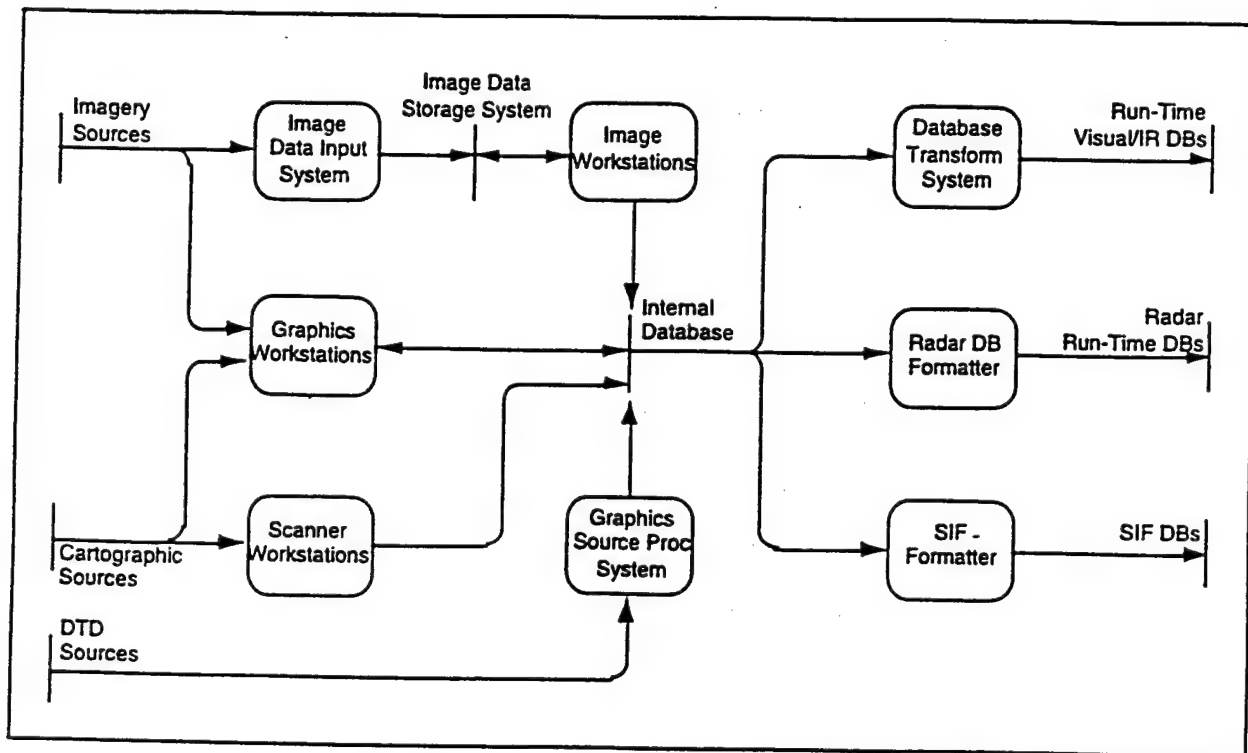 Imagery
Sources
Image
Data Input
System
Image Data
Storage System
Image
Workstations
Database
Transform
System
Run-Time
Visual/IR DBs
Graphics
Workstations
Internal
Database
Radar DB
Formatter
Radar
Run-Time DBs
Cartographic
Sources
Scanner
Workstations
Graphics
Source Proc
System
SIF -
Formatter
SIF DBs
DTD
Sources